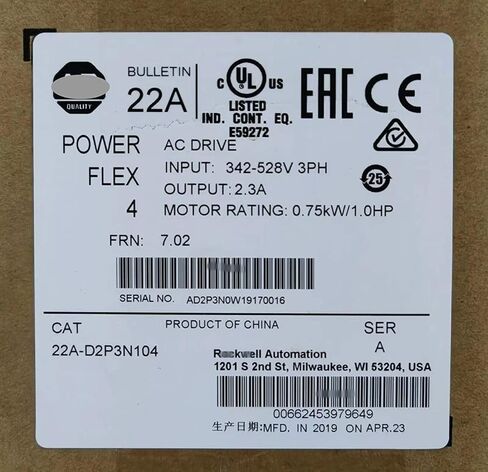 BULLETIN
22A
QUALITY
C UL US
LISTED
IND. CONT. EQ.
E59272
EAC CE
POWER
FLEX
4
AC DRIVE
INPUT: 342-528V 3PH
OUTPUT: 2.3A
MOTOR RATING: 0.75kW/1.0HP
25
FRN: 7.02
SERIAL NO. AD2P3N0W19170016
PRODUCT OF CHINA
CAT
22A-D2P3N104
SER
A
Rockwell Automation
1201 S 2nd St, Milwaukee, WI 53204, USA
00662453979649
生产日期:MFD. IN 2019 ON APR.23